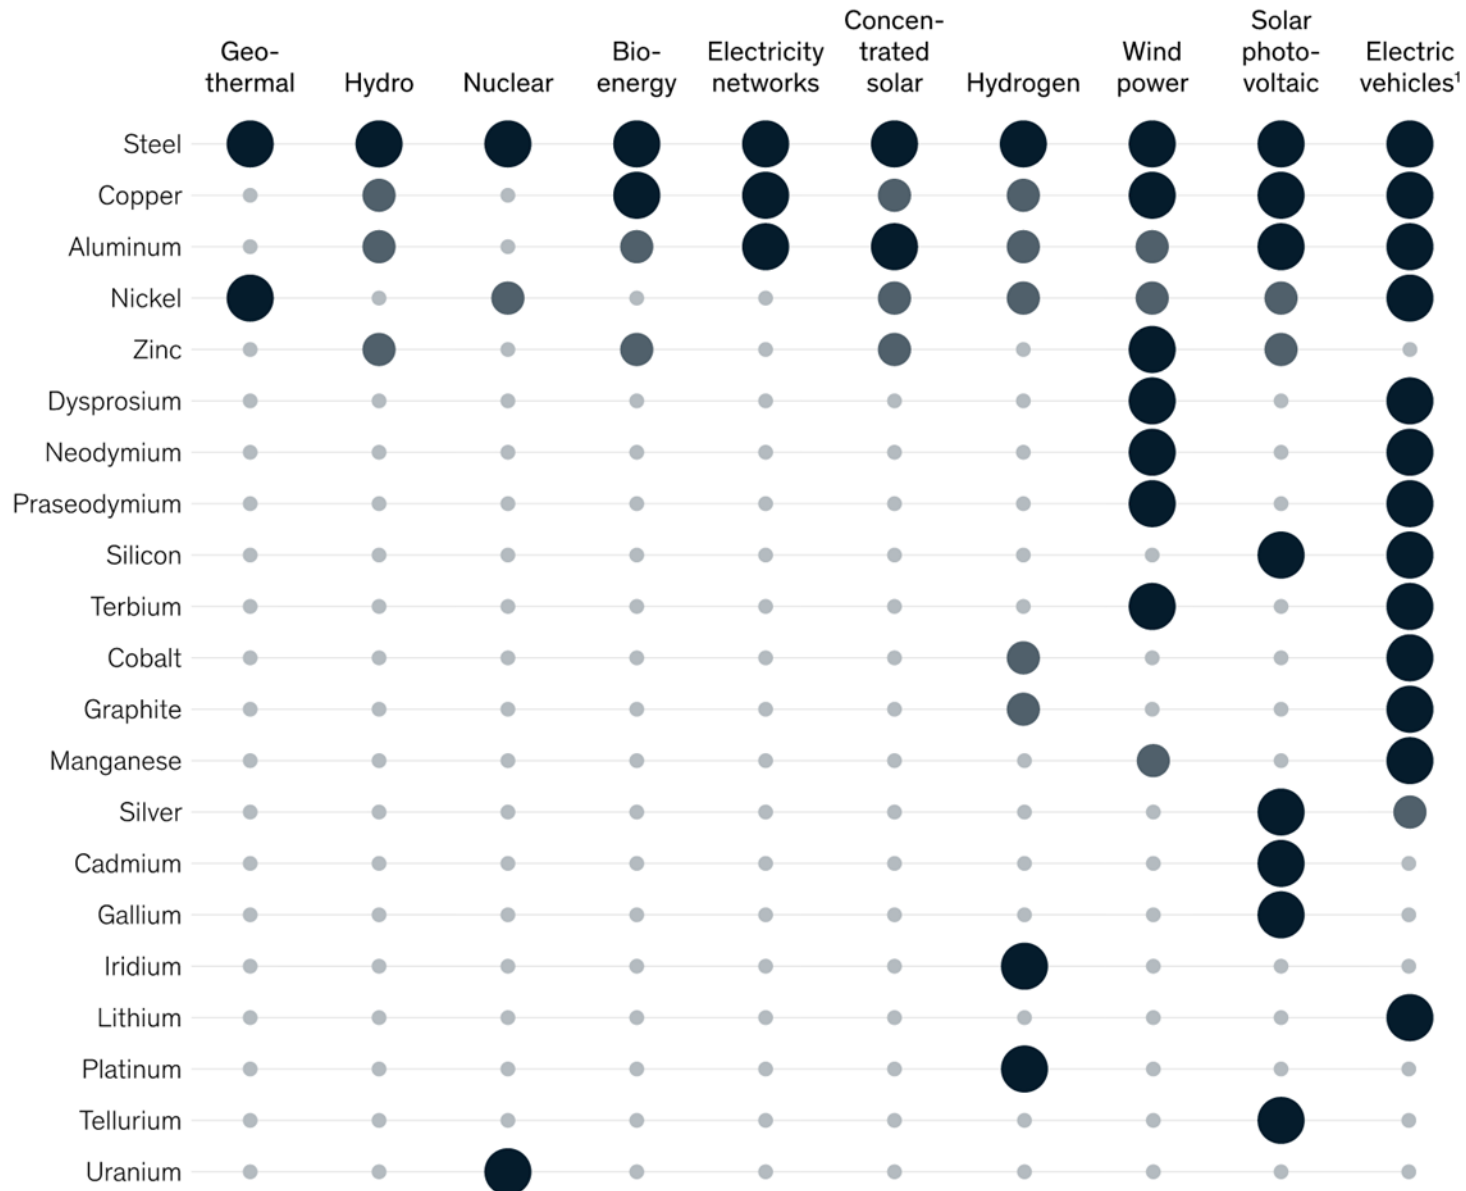 Geo-
thermal
Hydro
Nuclear
Bio-
energy
Electricity
networks
Concen-
trated
solar
Hydrogen
Wind
power
Solar
photo-
voltaic
Electric
vehicles¹
Steel
Copper
Aluminum
Nickel
Zinc
Dysprosium
Neodymium
Praseodymium
Silicon
Terbium
Cobalt
Graphite
Manganese
Silver
Cadmium
Gallium
Iridium
Lithium
Platinum
Tellurium
Uranium